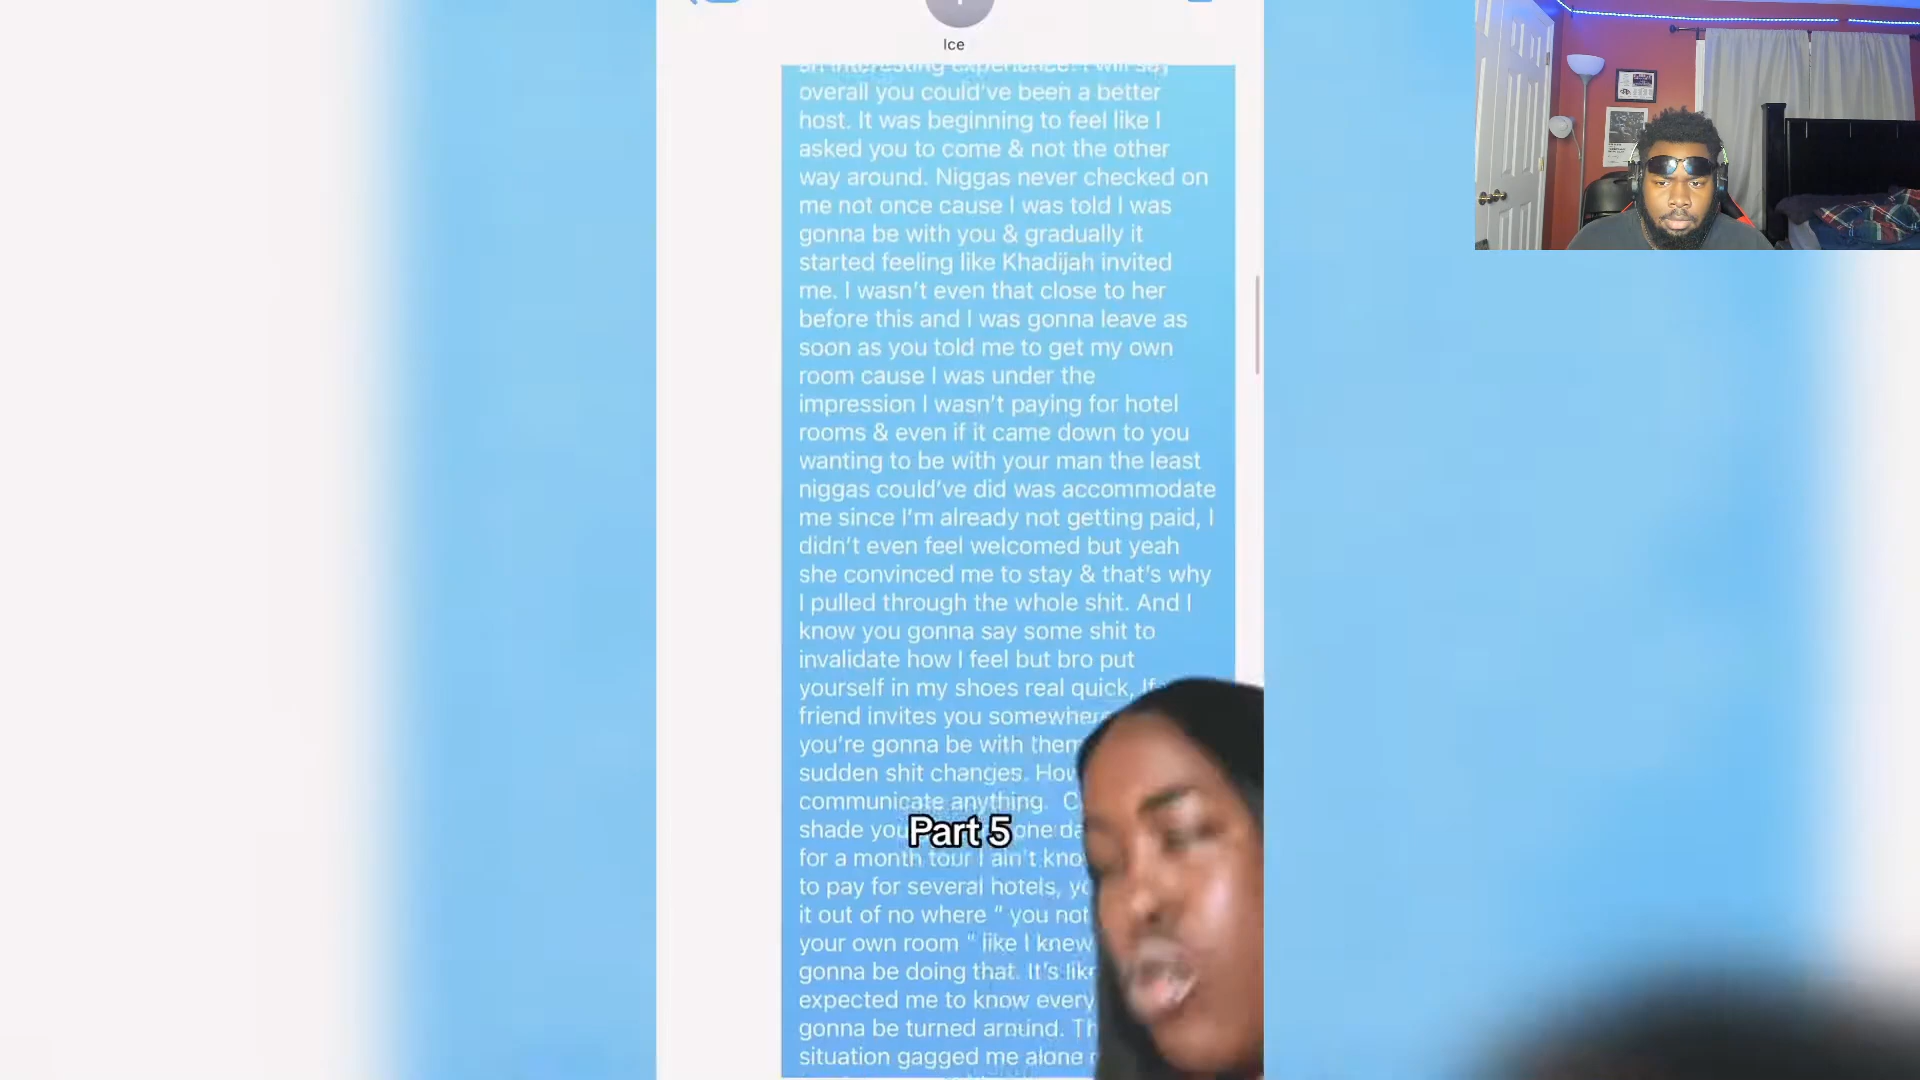 Ice
an interesting experience. I will say
overall you could've been a better
host. It was beginning to feel like I
asked you to come & not the other
way around. Niggas never checked on
me not once cause I was told I was
gonna be with you & gradually it
started feeling like Khadijah invited
me. I wasn't even that close to her
before this and I was gonna leave as
soon as you told me to get my own
room cause I was under the
impression I wasn't paying for hotel
rooms & even if it came down to you
wanting to be with your man the least
niggas could've did was accommodate
me since I'm already not getting paid, I
didn't even feel welcomed but yeah
she convinced me to stay & that's why
I pulled through the whole shit. And I
know you gonna say some shit to
invalidate how I feel but bro put
yourself in my shoes real quick, If
friend invites you somewhere
you're gonna be with them
sudden shit changes. How
communicate anything.
shade you one
Part 5
for a month tour I ain't
to pay for several hotels,
it out of no where " you not
your own room " like I knew
gonna be doing that. It's like
expected me to know every
gonna be turned around.
situation gagged me alone